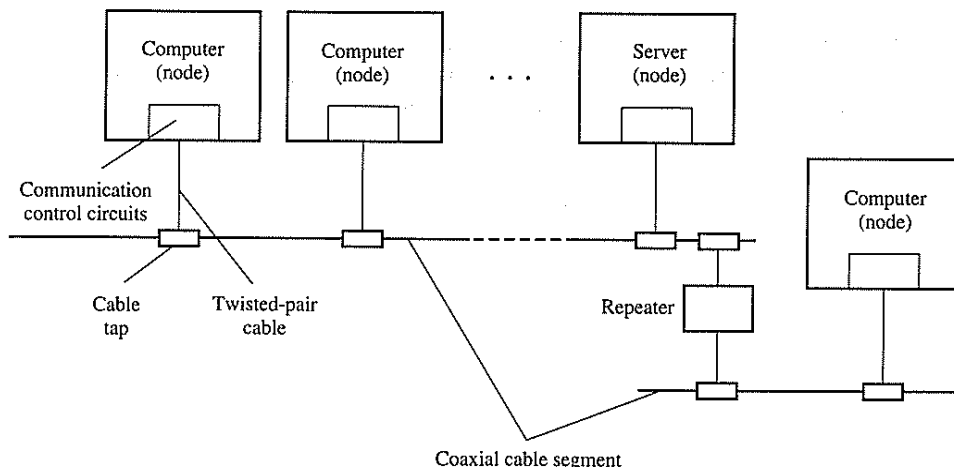 Computer
(node)
Computer
(node)
. . .
Server
(node)
Communication
control circuits
Computer
(node)
Cable
tap
Twisted-pair
cable
Repeater
Coaxial cable segment